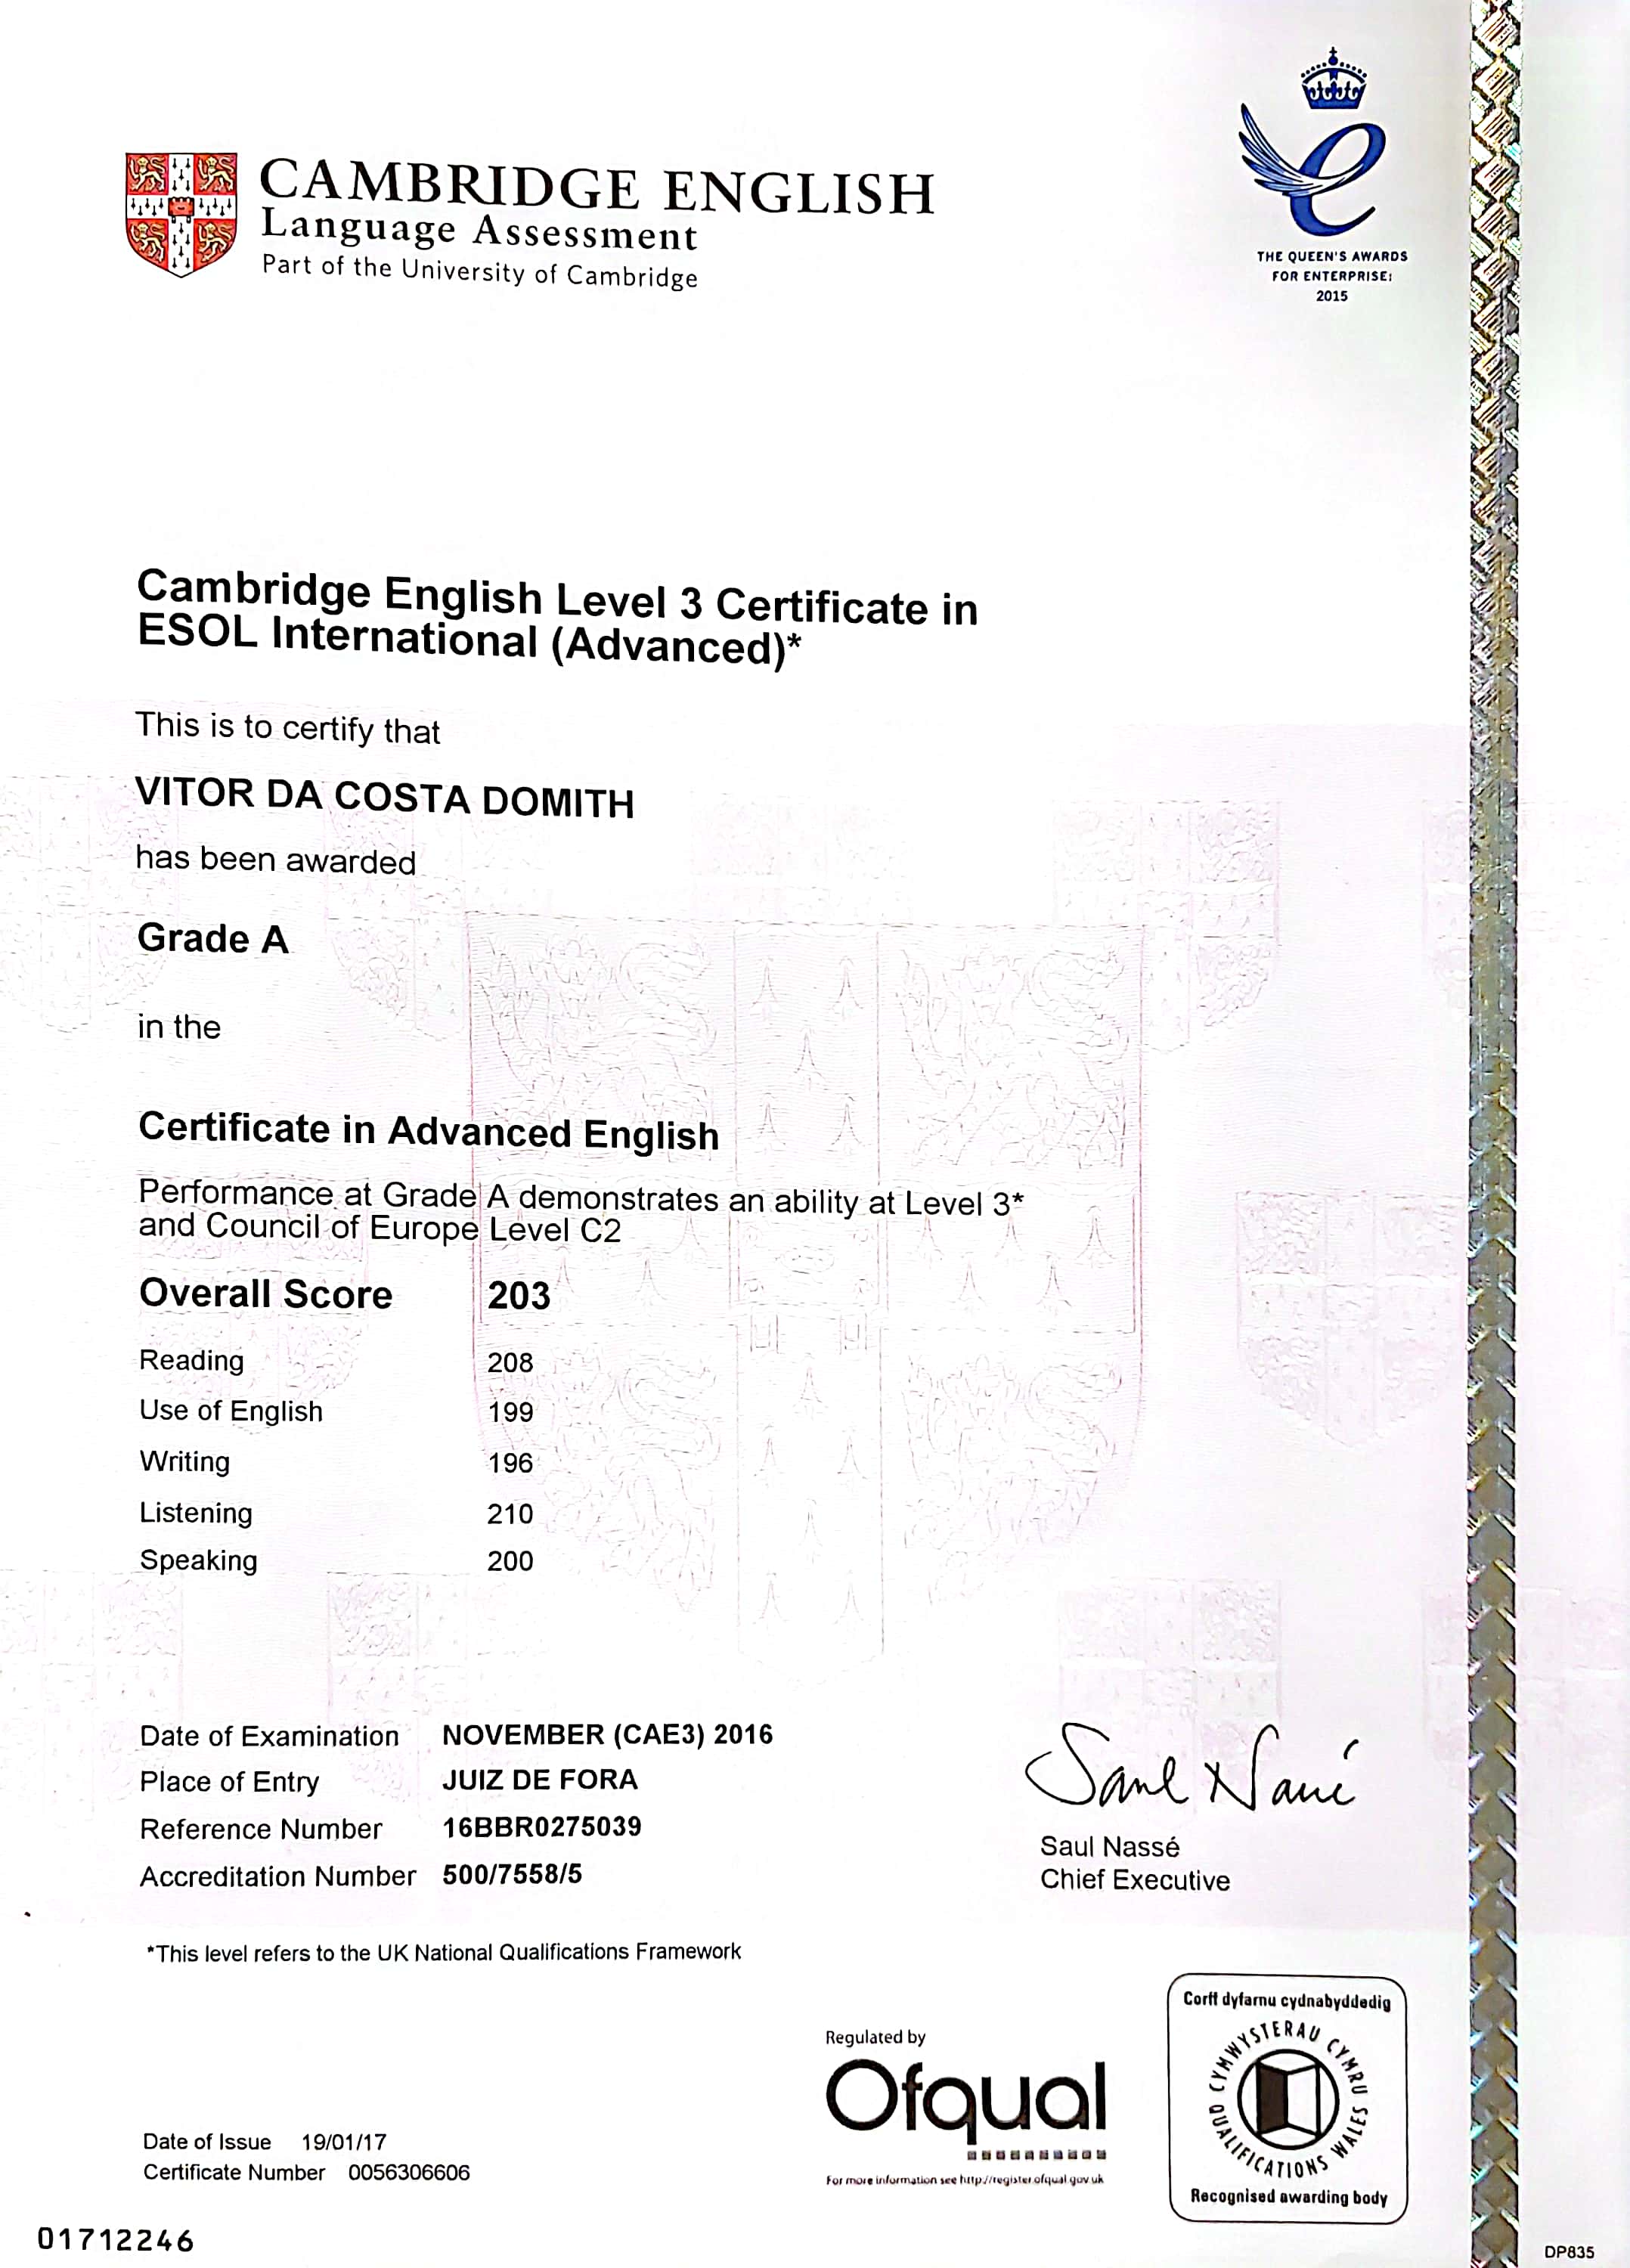 CAMBRIDGE ENGLISH
Language Assessment
Part of the University of Cambridge
THE QUEEN'S AWARDS
FOR ENTERPRISE:
2015
Cambridge English Level 3 Certificate in
ESOL International (Advanced)*
This is to certify that
VITOR DA COSTA DOMITH
has been awarded
Grade A
in the
Certificate in Advanced English
Performance at Grade A demonstrates an ability at Level 3*
and Council of Europe Level C2
Overall Score 203
Reading 208
Use of English 199
Writing 196
Listening 210
Speaking 200
Date of Examination NOVEMBER (CAE3) 2016
Place of Entry JUIZ DE FORA
Reference Number 16BBR0275039
Accreditation Number 500/7558/5
Saul Nassé
Saul Nassé
Chief Executive
*This level refers to the UK National Qualifications Framework
Regulated by
Ofqual
For more information see http://register.ofqual.gov.uk
Corff dyfarnu cydnabyddedig
CYMWYSTERAU CYMRU
QUALIFICATIONS WALES
Recognised awarding body
Date of Issue 19/01/17
Certificate Number 0056306606
01712246
DP835